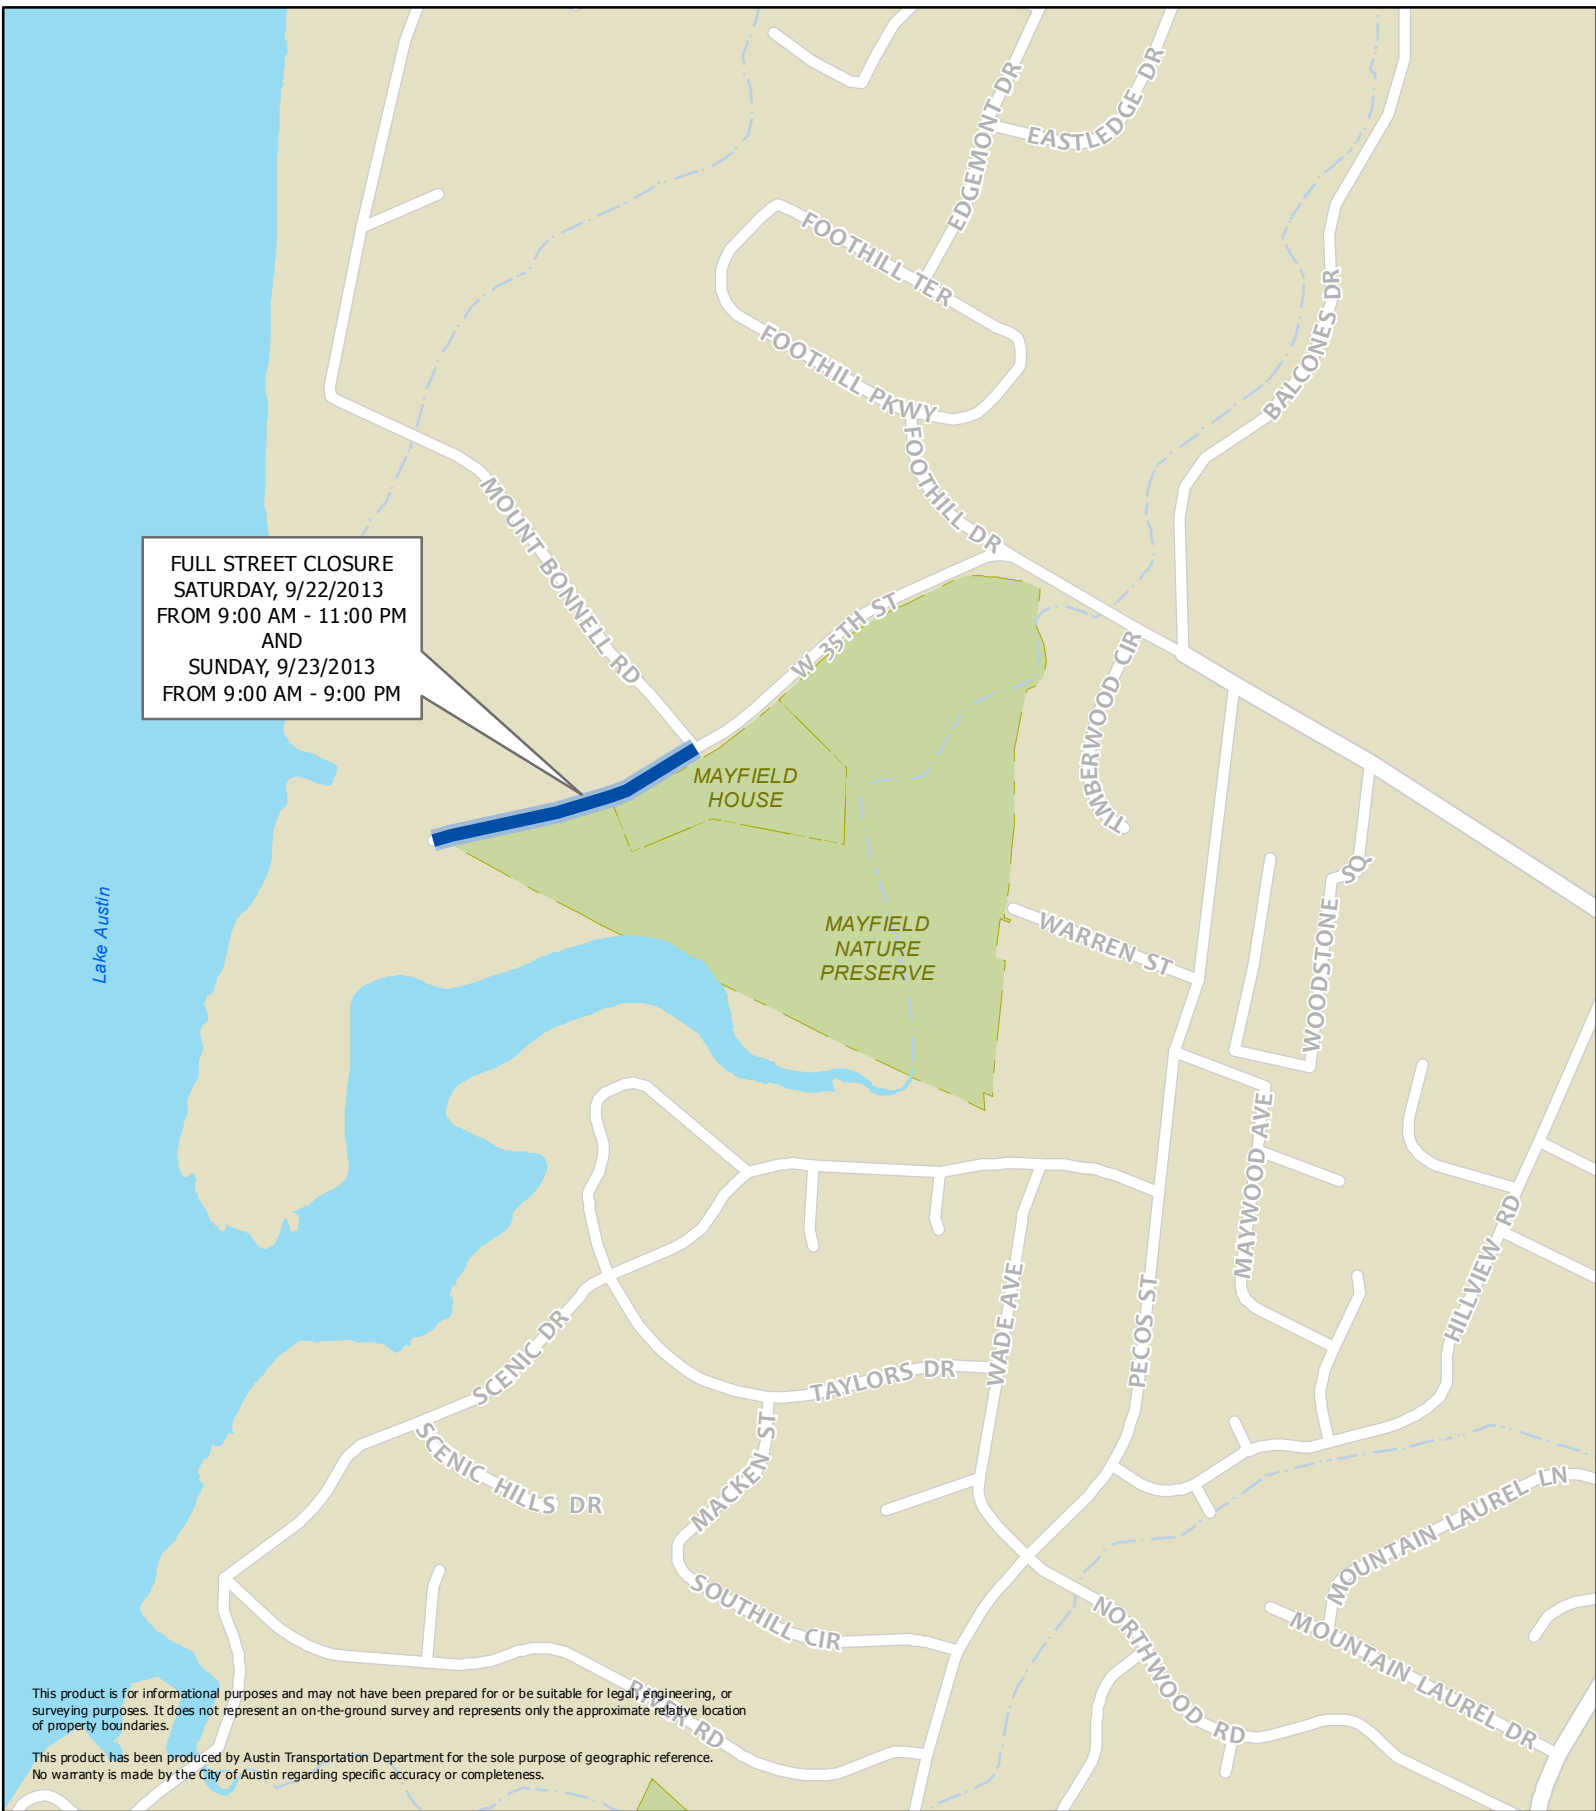 EDGEMONT DR
EASTLEDGE DR
FOOTHILL TER
FOOTHILL PKWY
FOOTHILL DR
BALCONES DR
MOUNT BONNELL RD
FULL STREET CLOSURE
SATURDAY, 9/22/2013
FROM 9:00 AM - 11:00 PM
AND
SUNDAY, 9/23/2013
FROM 9:00 AM - 9:00 PM
W 35TH ST
TIMBERWOOD CIR
MAYFIELD
HOUSE
MAYFIELD
NATURE
PRESERVE
Lake Austin
WARREN ST
WOODSTONE SQ
MAYWOOD AVE
HILLVIEW RD
WADE AVE
PECOS ST
SCENIC DR
TAYLORS DR
SCENIC HILLS DR
MACKEN ST
SOUTHILL CIR
MOUNTAIN LAUREL LN
MOUNTAIN LAUREL DR
NORTHWOOD RD
RIVER RD
This product is for informational purposes and may not have been prepared for or be suitable for legal, engineering, or
surveying purposes. It does not represent an on-the-ground survey and represents only the approximate relative location
of property boundaries.
This product has been produced by Austin Transportation Department for the sole purpose of geographic reference.
No warranty is made by the City of Austin regarding specific accuracy or completeness.